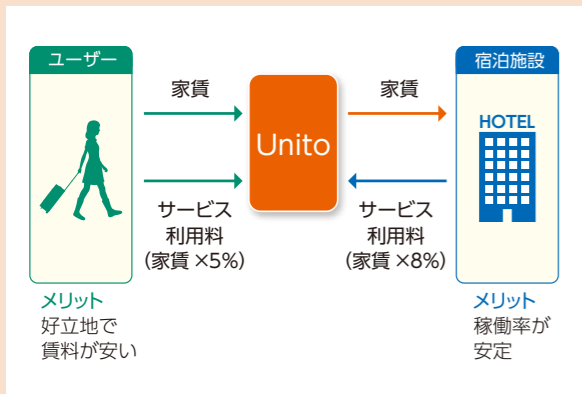 ユーザー
宿泊施設
家賃
家賃
HOTEL
Unito
サービス
利用料
(家賃×5%)
サービス
利用料
(家賃×8%)
メリット
好立地で
賃料が安い
メリット
稼働率が
安定